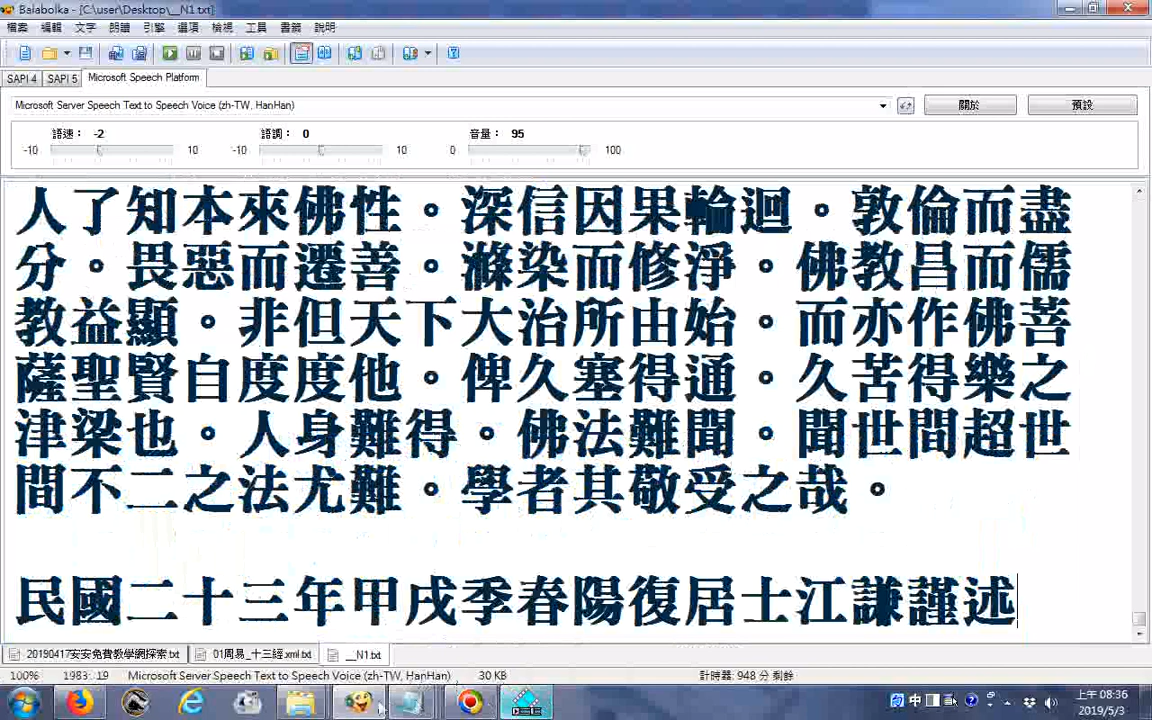 Balabolka - [C:\user\Desktop\__N1.txt]
檔案 編輯 文字 朗讀 引擎 選項 檢視 工具 書籤 說明
SAPI 4 SAPI 5 Microsoft Speech Platform
Microsoft Server Speech Text to Speech Voice (zh-TW, HanHan) 關於 預設
語速： -2 語調： 0 音量： 95
-10 10 -10 10 0 100
人了知本來佛性。深信因果輪迴。敦倫而盡
分。畏惡而遷善。滌染而修淨。佛教昌而儒
教益顯。非但天下大治所由始。而亦作佛菩
薩聖賢自度度他。俾久塞得通。久苦得樂之
津梁也。人身難得。佛法難聞。聞世間超世
間不二之法尤難。學者其敬受之哉。
民國二十三年甲戌季春陽復居士江謙謹述
20190417安安免費教學網探索.txt 01周易_十三經.xml.txt __N1.txt
100% 1983: 19 Microsoft Server Speech Text to Speech Voice (zh-TW, HanHan) 30 KB 計時器: 948 分 剩餘
中 上午 08:36
2019/5/3